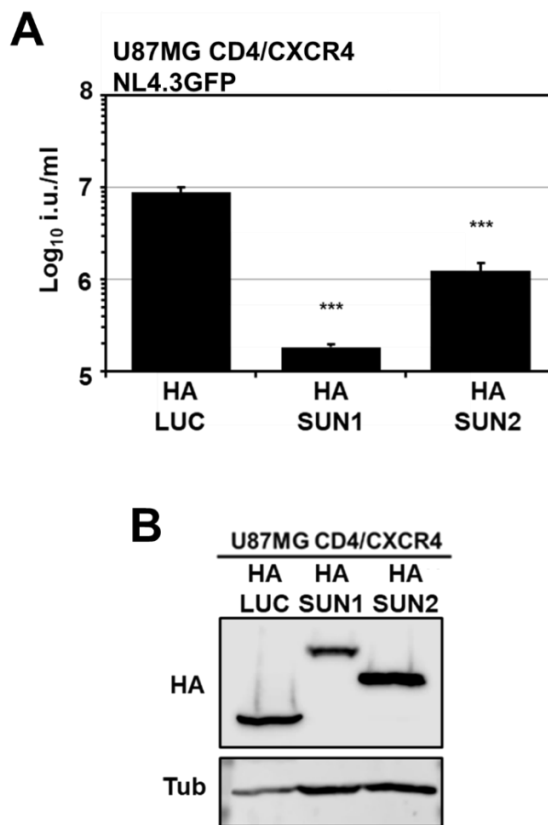 A
U87MG CD4/CXCR4
NL4.3GFP
Log10 i.u./ml
8
7
6
5
***
***
HA HA HA
LUC SUN1 SUN2
B
U87MG CD4/CXCR4
HA HA HA
LUC SUN1 SUN2
HA
Tub